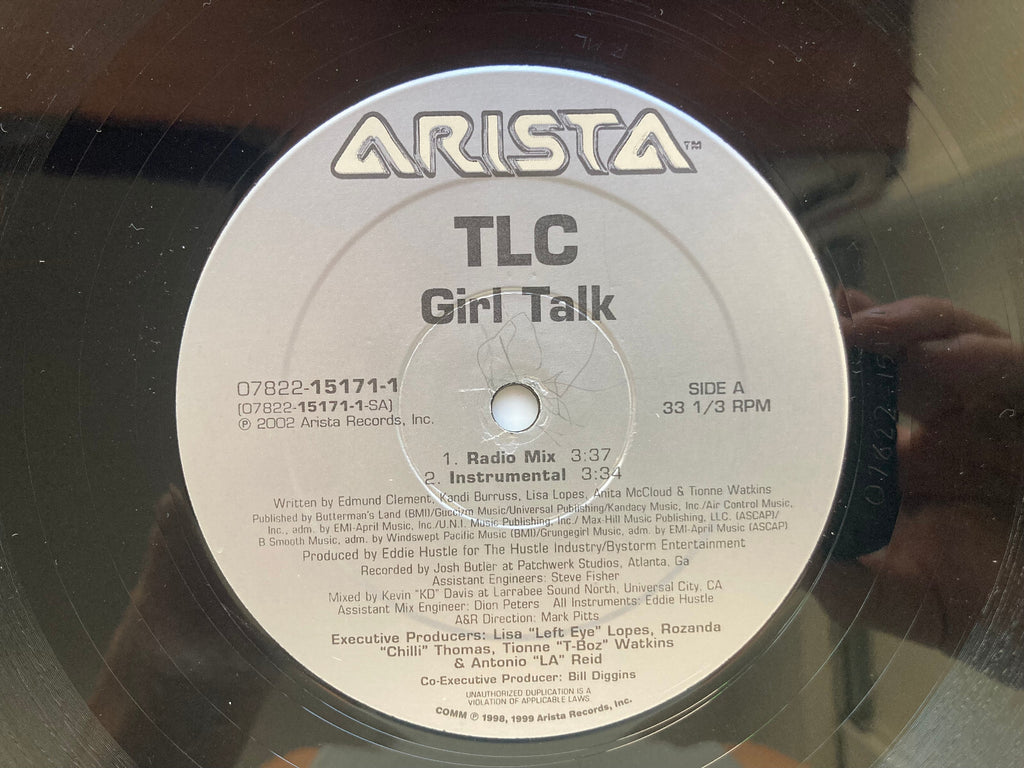 ARISTA™
TLC
Girl Talk
07822-15171-1
(07822-15171-1-SA)
℗ 2002 Arista Records, Inc.
SIDE A
33 1/3 RPM
1. Radio Mix 3:37
2. Instrumental 3:34
Written by Edmund Clement, Kandi Burruss, Lisa Lopes, Anita McCloud & Tionne Watkins
Published by Butterman's Land (BMI)/Guccizm Music/Universal Publishing/Kandacy Music, Inc./Air Control Music,
Inc., adm. by EMI-April Music, Inc./U.N.I. Music Publishing, Inc./ Max-Hill Music Publishing, LLC. (ASCAP)/
B Smooth Music, adm. by Windswept Pacific Music (BMI)/Grungegirl Music, adm. by EMI-April Music (ASCAP)
Produced by Eddie Hustle for The Hustle Industry/Bystorm Entertainment
Recorded by Josh Butler at Patchwerk Studios, Atlanta, Ga
Assistant Engineers: Steve Fisher
Mixed by Kevin "KD" Davis at Larrabee Sound North, Universal City, CA
Assistant Mix Engineer: Dion Peters All Instruments: Eddie Hustle
A&R Direction: Mark Pitts
Executive Producers: Lisa "Left Eye" Lopes, Rozanda
"Chilli" Thomas, Tionne "T-Boz" Watkins
& Antonio "LA" Reid
Co-Executive Producer: Bill Diggins
UNAUTHORIZED DUPLICATION IS A
VIOLATION OF APPLICABLE LAWS
COMM ℗ 1998, 1999 Arista Records, Inc.